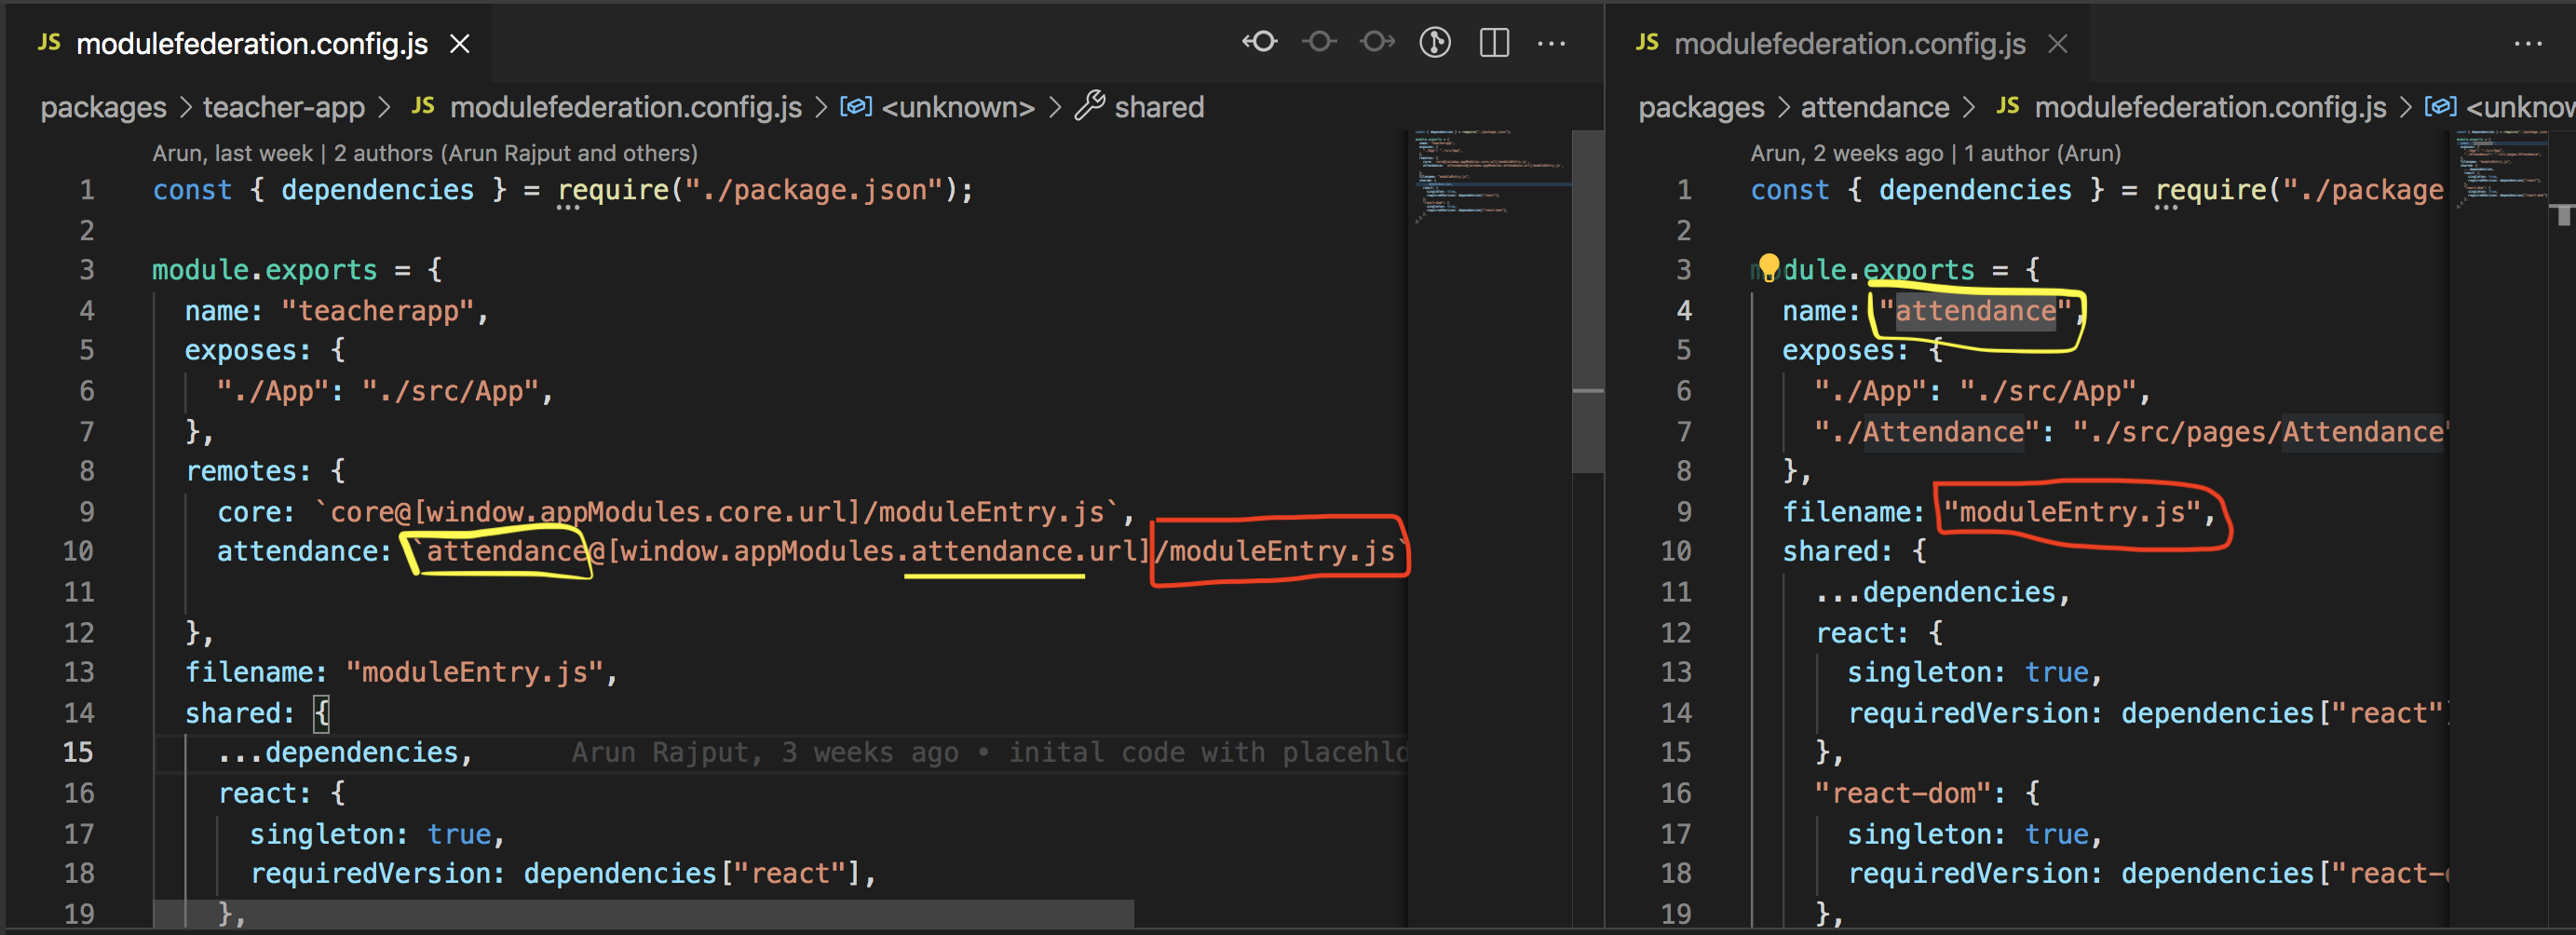 JS modulefederation.config.js ×
packages > teacher-app > JS modulefederation.config.js > <unknown> > shared
Arun, last week | 2 authors (Arun Rajput and others)
1 const { dependencies } = require("./package.json");
2
3 module.exports = {
4 name: "teacherapp",
5 exposes: {
6 "./App": "./src/App",
7 },
8 remotes: {
9 core: `core@[window.appModules.core.url]/moduleEntry.js`,
10 attendance: `attendance@[window.appModules.attendance.url]/moduleEntry.js`
11
12 },
13 filename: "moduleEntry.js",
14 shared: {
15 ...dependencies, Arun Rajput, 3 weeks ago • inital code with placehld
16 react: {
17 singleton: true,
18 requiredVersion: dependencies["react"],
19 },
JS modulefederation.config.js ×
packages > attendance > JS modulefederation.config.js > <unknow
Arun, 2 weeks ago | 1 author (Arun)
1 const { dependencies } = require("./package
2
3 module.exports = {
4 name: "attendance",
5 exposes: {
6 "./App": "./src/App",
7 "./Attendance": "./src/pages/Attendance"
8 },
9 filename: "moduleEntry.js",
10 shared: {
11 ...dependencies,
12 react: {
13 singleton: true,
14 requiredVersion: dependencies["react"]
15 },
16 "react-dom": {
17 singleton: true,
18 requiredVersion: dependencies["react-d
19 },